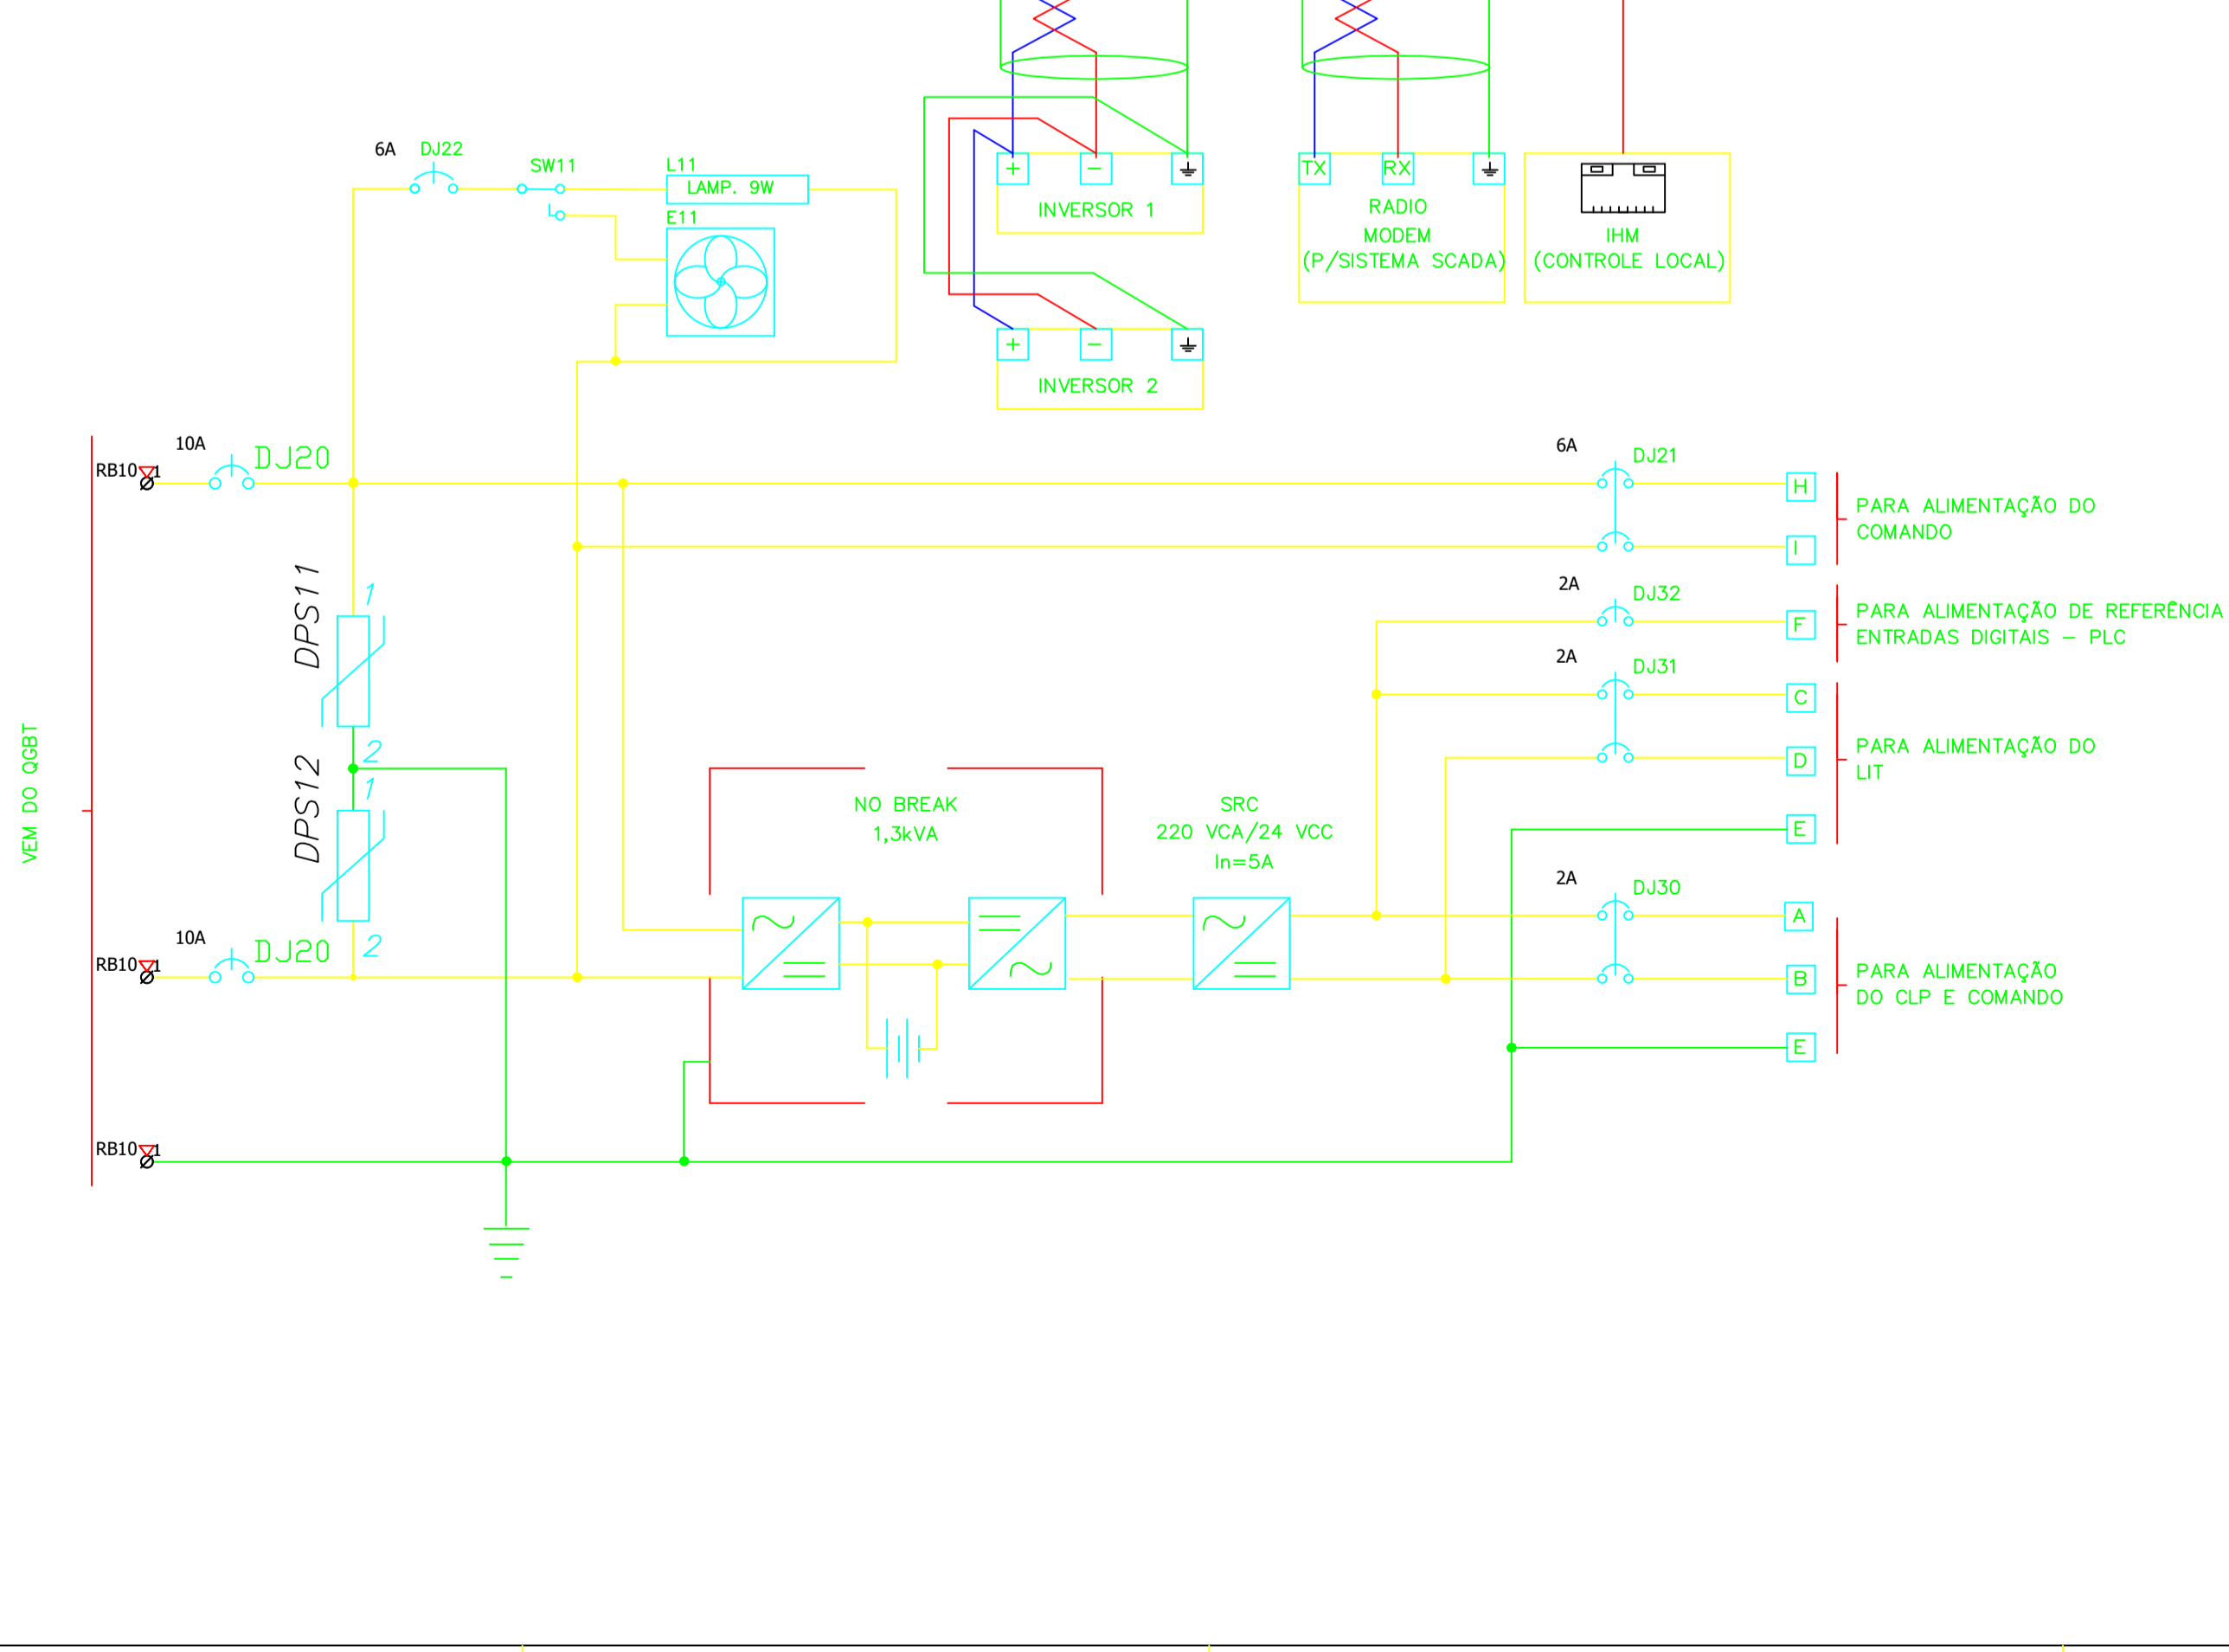 6A
DJ22
SW11
L11
LAMP. 9W
E11
+
−
INVERSOR 1
TX
RX
RADIO
MODEM
(P/SISTEMA SCADA)
IHM
(CONTROLE LOCAL)
+
−
INVERSOR 2
10A
DJ20
RB10
1
6A
DJ21
H
PARA ALIMENTAÇÃO DO
COMANDO
I
DPS11
1
2
2A
DJ32
F
PARA ALIMENTAÇÃO DE REFERÊNCIA
ENTRADAS DIGITAIS − PLC
2A
DJ31
C
PARA ALIMENTAÇÃO DO
LIT
D
VEM DO QGBT
DPS12
1
2
NO BREAK
1,3kVA
SRC
220 VCA/24 VCC
In=5A
E
2A
DJ30
A
10A
DJ20
RB10
1
B
PARA ALIMENTAÇÃO
DO CLP E COMANDO
E
RB10
1